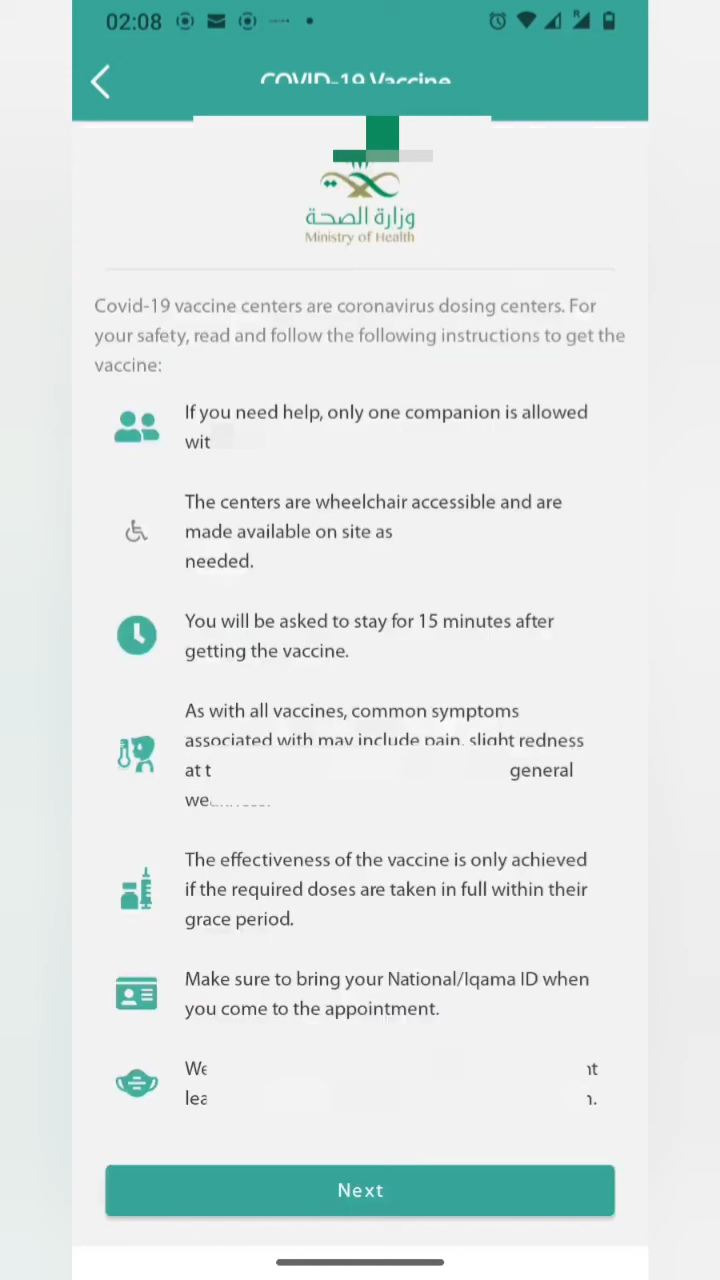 02:08
R
COVID-19 Vaccine
وزارة الصحة
Ministry of Health
Covid-19 vaccine centers are coronavirus dosing centers. For
your safety, read and follow the following instructions to get the
vaccine:
If you need help, only one companion is allowed
The centers are wheelchair accessible and are
made available on site as
needed.
You will be asked to stay for 15 minutes after
getting the vaccine.
As with all vaccines, common symptoms
associated with may include pain, slight redness
at general
The effectiveness of the vaccine is only achieved
if the required doses are taken in full within their
grace period.
Make sure to bring your National/Iqama ID when
you come to the appointment.
Next